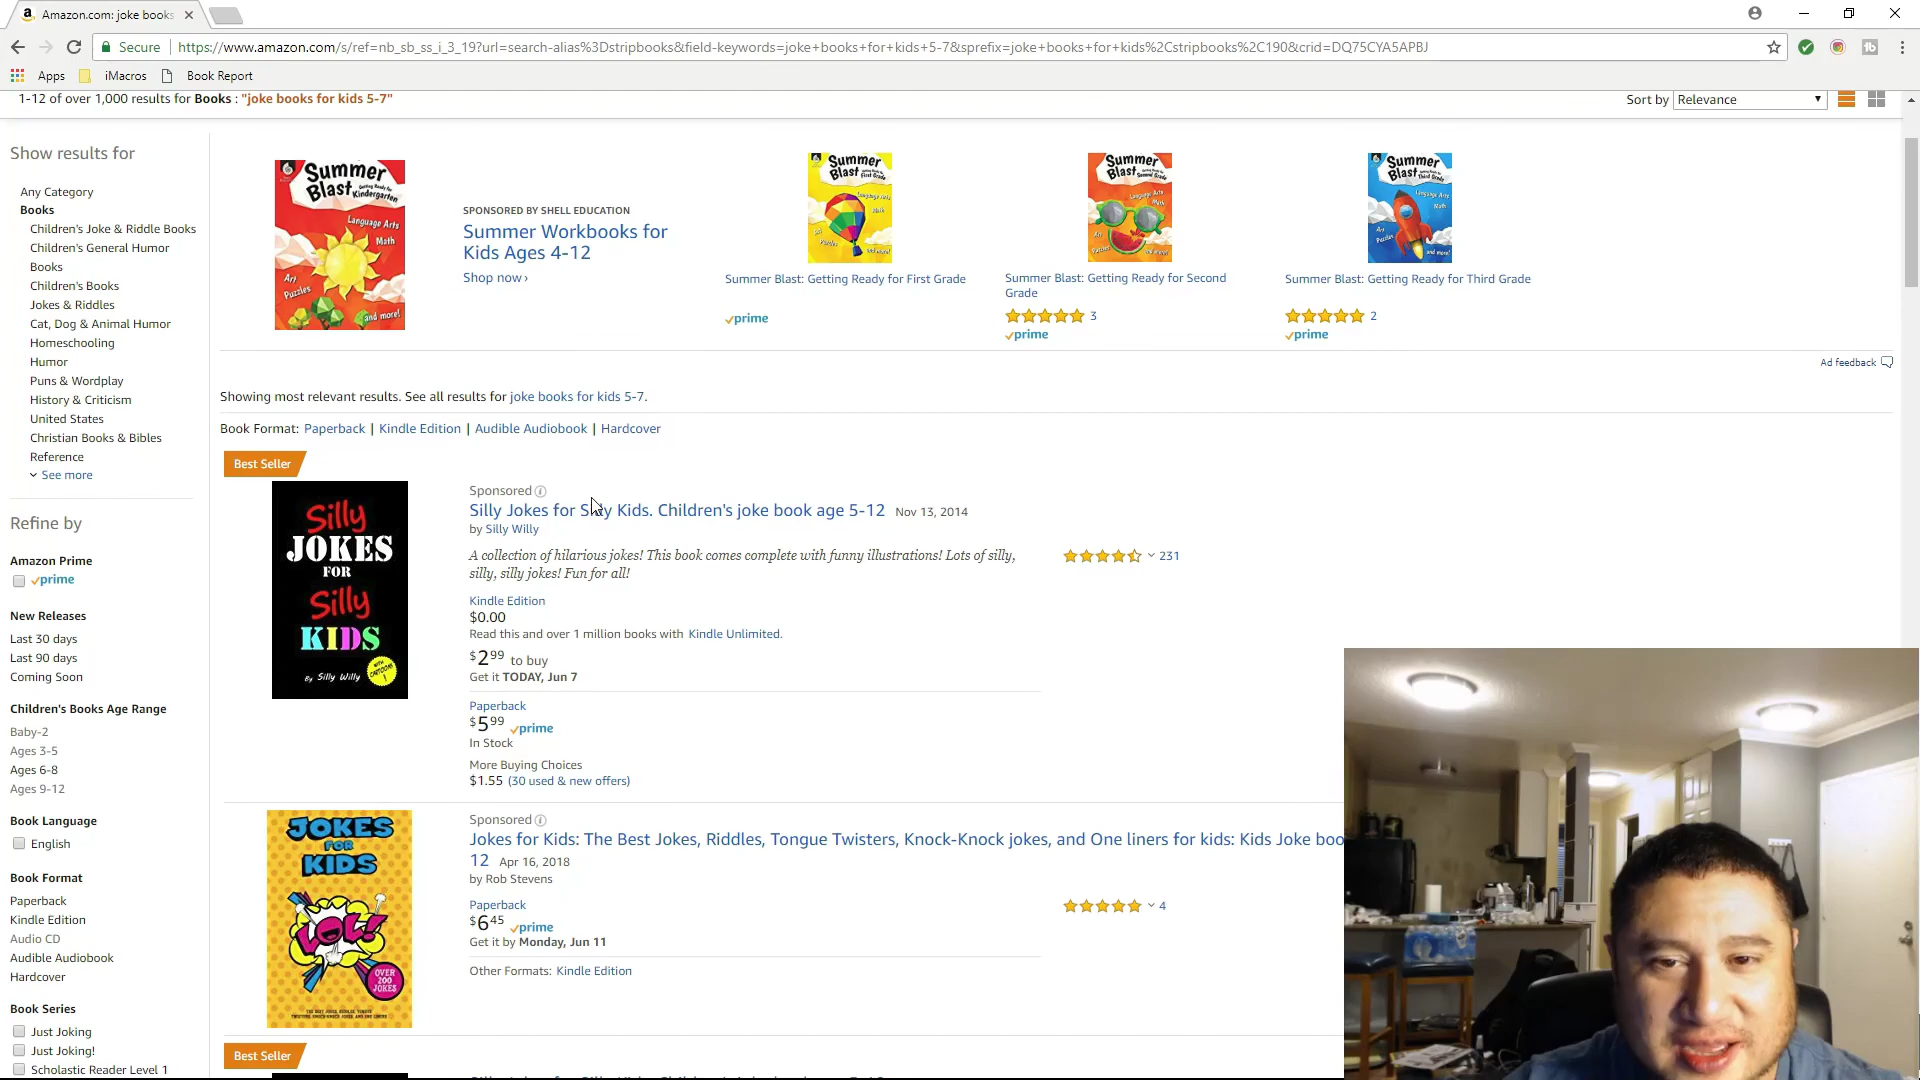 Amazon.com: joke books
Secure
https://www.amazon.com/s/ref=nb_sb_ss_i_3_19?url=search-alias%3Dstripbooks&field-keywords=joke+books+for+kids+5-7&sprefix=joke+books+for+kids%2Cstripbooks%2C190&crid=DQ75CYA5APBJ
Apps
iMacros
Book Report
1-12 of over 1,000 results for Books : "joke books for kids 5-7"
Sort by Relevance
Show results for
Any Category
Books
Children's Joke & Riddle Books
Children's General Humor
Books
Children's Books
Jokes & Riddles
Cat, Dog & Animal Humor
Homeschooling
Humor
Puns & Wordplay
History & Criticism
United States
Christian Books & Bibles
Reference
See more
Refine by
Amazon Prime
prime
New Releases
Last 30 days
Last 90 days
Coming Soon
Children's Books Age Range
Baby-2
Ages 3-5
Ages 6-8
Ages 9-12
Book Language
English
Book Format
Paperback
Kindle Edition
Audio CD
Audible Audiobook
Hardcover
Book Series
Just Joking
Just Joking!
Scholastic Reader Level 1
Summer
Blast
Getting Ready for
Kindergarten
Language Arts
Math
Art
Puzzles
and more!
SPONSORED BY SHELL EDUCATION
Summer Workbooks for
Kids Ages 4-12
Shop now ›
Summer
Blast
Summer Blast: Getting Ready for First Grade
prime
Summer
Blast
Summer Blast: Getting Ready for Second
Grade
3
prime
Summer
Blast
Summer Blast: Getting Ready for Third Grade
2
prime
Ad feedback
Showing most relevant results. See all results for joke books for kids 5-7.
Book Format: Paperback | Kindle Edition | Audible Audiobook | Hardcover
Best Seller
Silly
JOKES
FOR
Silly
KIDS
By Silly Willy
WITH
CARTOONS
!
Sponsored
Silly Jokes for Silly Kids. Children's joke book age 5-12 Nov 13, 2014
by Silly Willy
A collection of hilarious jokes! This book comes complete with funny illustrations! Lots of silly,
silly, silly jokes! Fun for all!
231
Kindle Edition
$0.00
Read this and over 1 million books with Kindle Unlimited.
$2 99 to buy
Get it TODAY, Jun 7
Paperback
$5 99 prime
In Stock
More Buying Choices
$1.55 (30 used & new offers)
JOKES
FOR
KIDS
LOL!
OVER
200
JOKES
Sponsored
Jokes for Kids: The Best Jokes, Riddles, Tongue Twisters, Knock-Knock jokes, and One liners for kids: Kids Joke boo
12 Apr 16, 2018
by Rob Stevens
Paperback
$6 45 prime
Get it by Monday, Jun 11
Other Formats: Kindle Edition
4
Best Seller